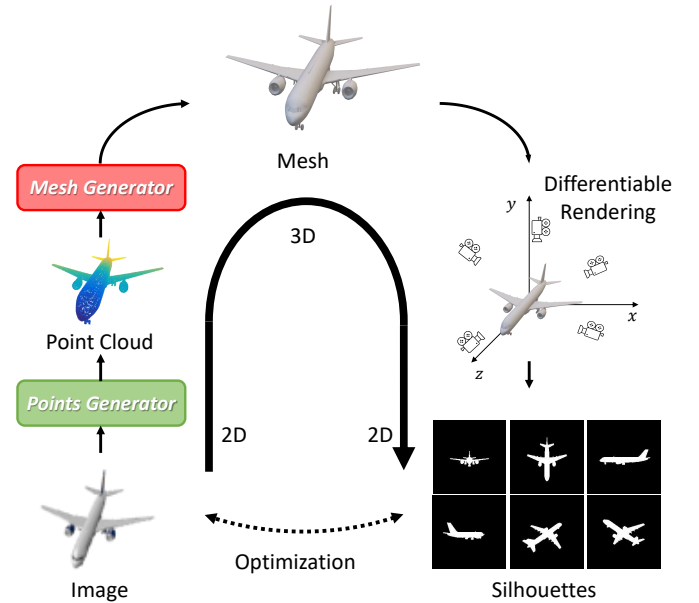 Mesh
Mesh Generator
Differentiable
Rendering
y
3D
x
Point Cloud
z
Points Generator
2D
2D
Optimization
Image
Silhouettes